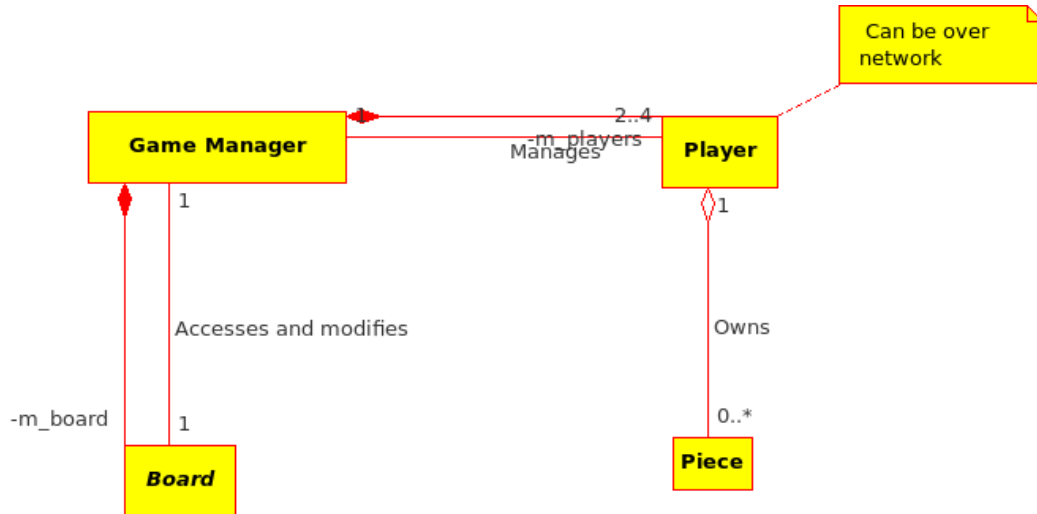 Can be over
network
1
2..4
Game Manager
-m_players
Manages
Player
1
1
Accesses and modifies
Owns
-m_board
1
0..*
Board
Piece